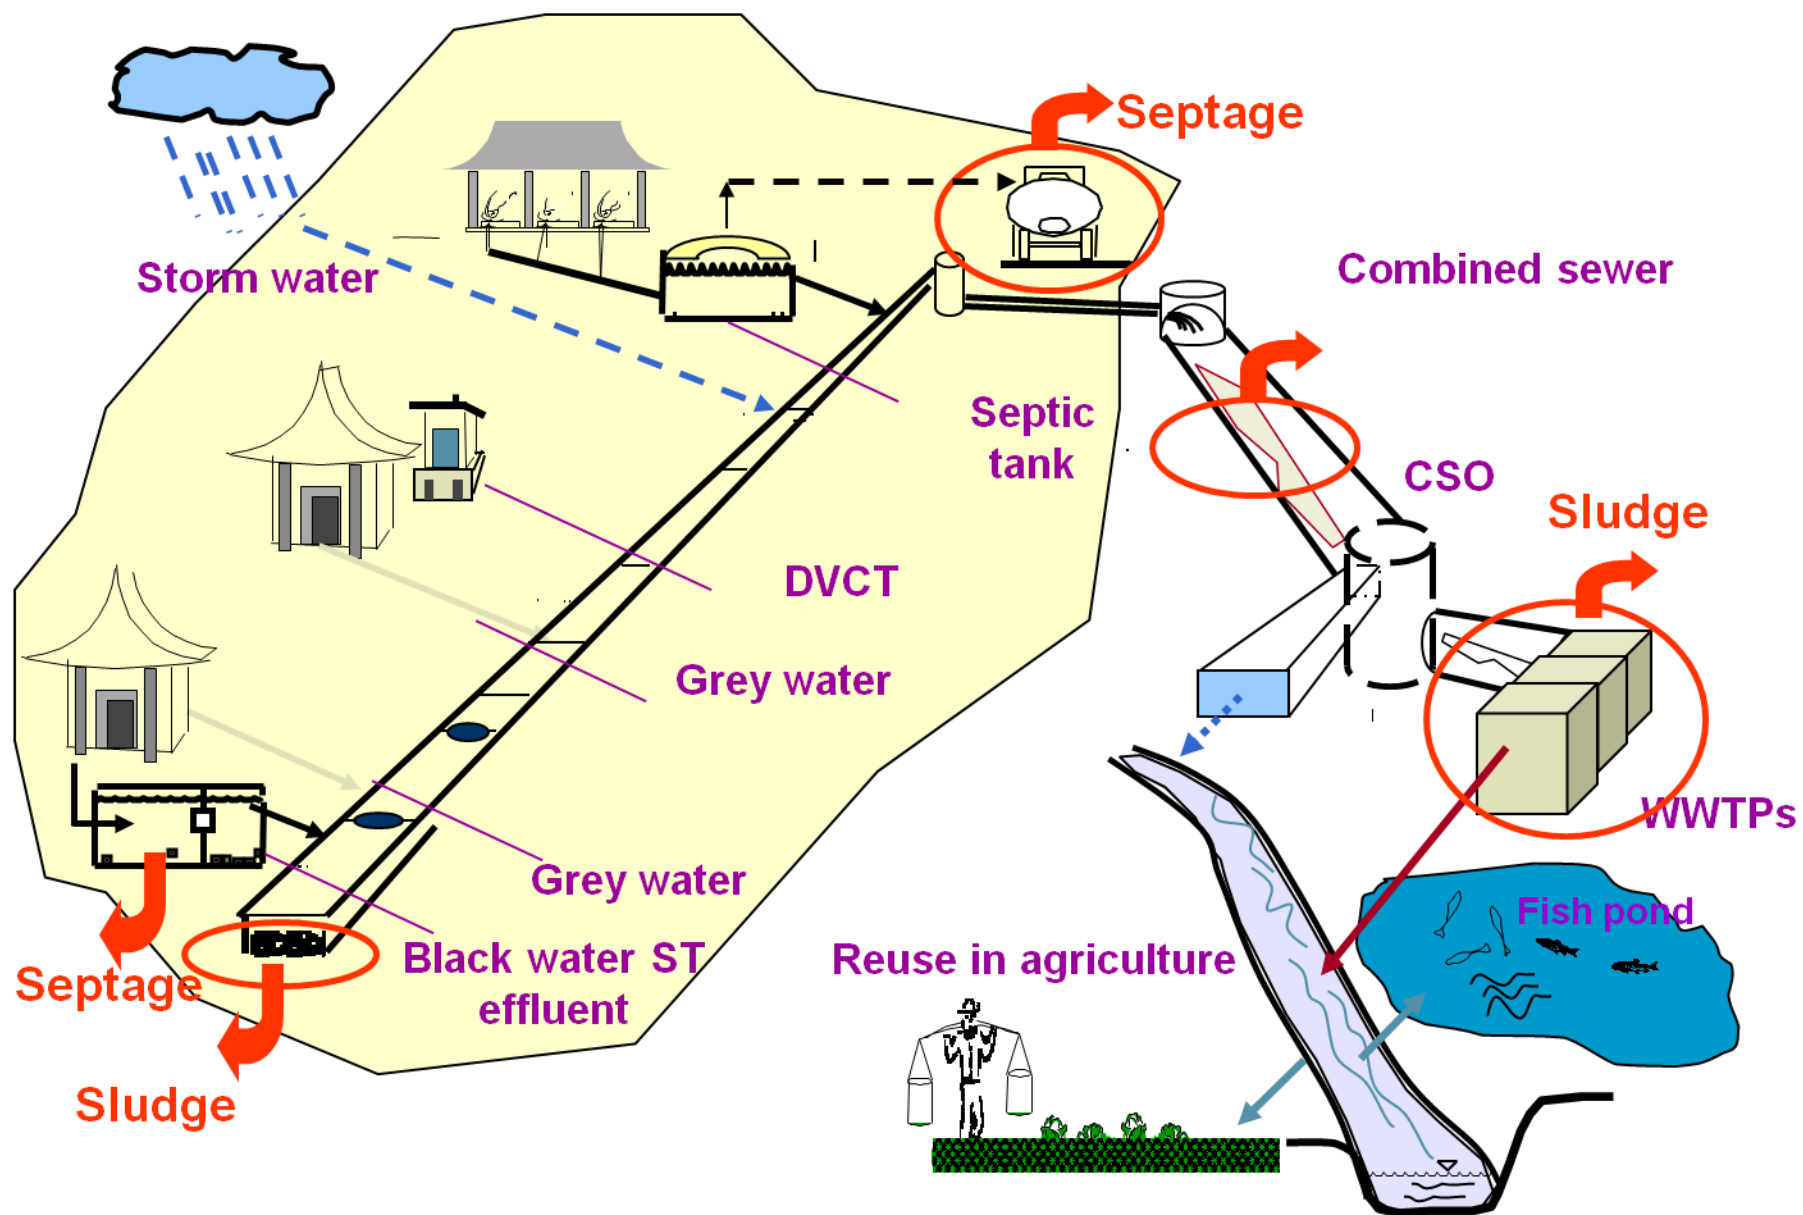 Septage
Storm water
Combined sewer
Septic
tank
CSO
Sludge
DVCT
Grey water
WWTPs
Grey water
Fish pond
Black water ST
effluent
Reuse in agriculture
Septage
Sludge